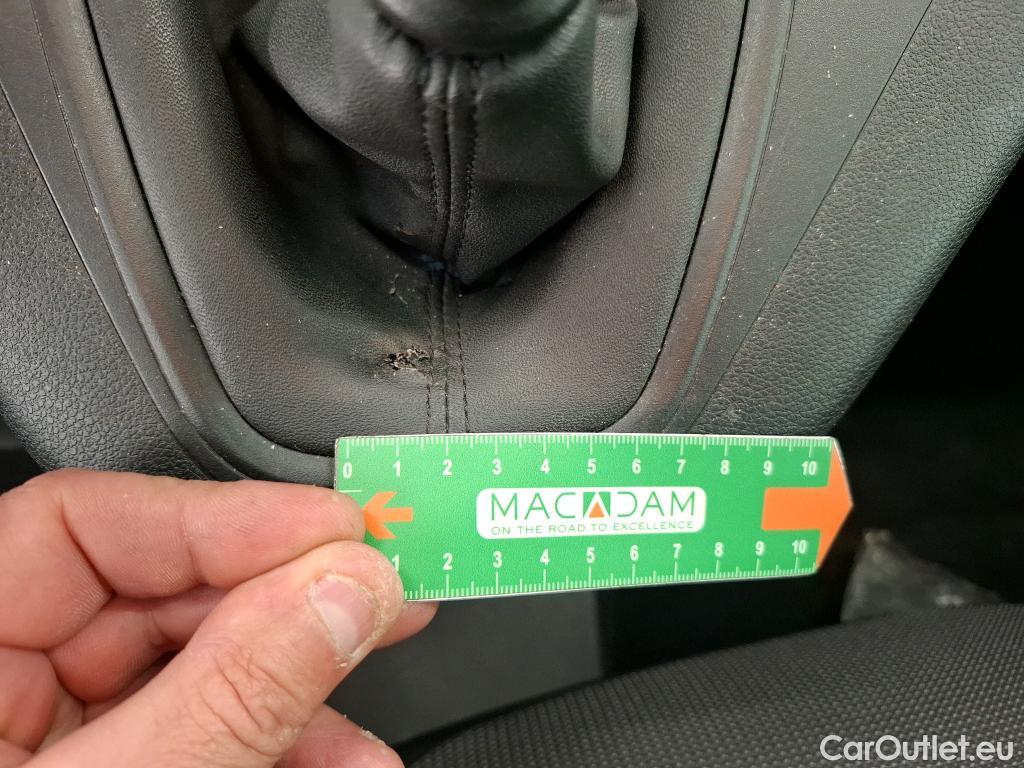 0 1 2 3 4 5 6 7 8 9 10
MACADAM
ON THE ROAD TO EXCELLENCE
1 2 3 4 5 6 7 8 9 10
CarOutlet.eu